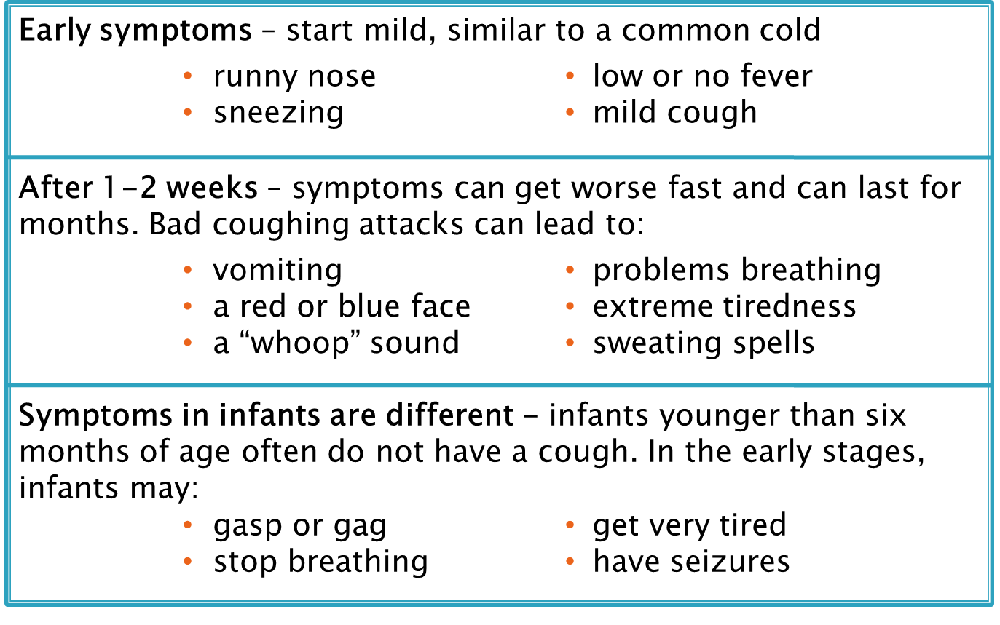 Early symptoms – start mild, similar to a common cold
• runny nose
• sneezing
• low or no fever
• mild cough
After 1–2 weeks – symptoms can get worse fast and can last for
months. Bad coughing attacks can lead to:
• vomiting
• a red or blue face
• a “whoop” sound
• problems breathing
• extreme tiredness
• sweating spells
Symptoms in infants are different – infants younger than six
months of age often do not have a cough. In the early stages,
infants may:
• gasp or gag
• stop breathing
• get very tired
• have seizures